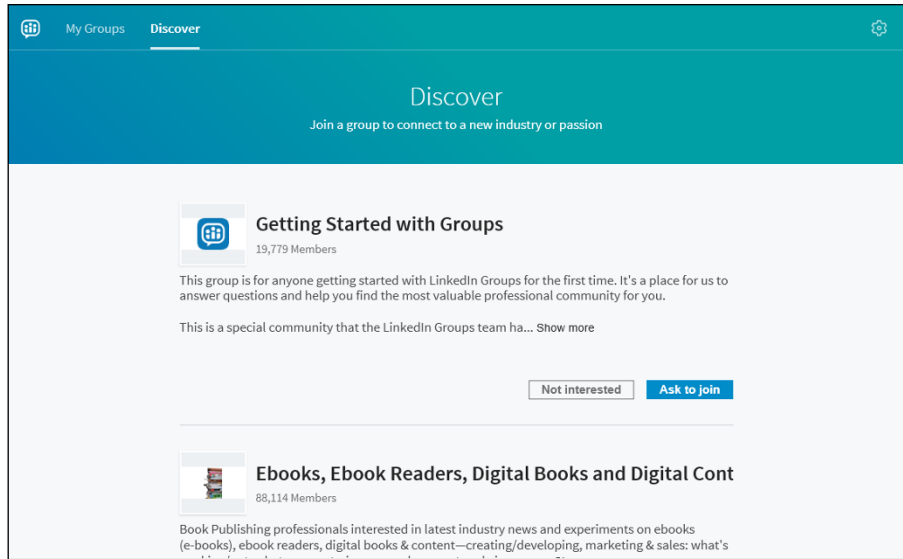 My Groups Discover
Discover
Join a group to connect to a new industry or passion
Getting Started with Groups
19,779 Members
This group is for anyone getting started with LinkedIn Groups for the first time. It's a place for us to
answer questions and help you find the most valuable professional community for you.
This is a special community that the LinkedIn Groups team ha... Show more
Not interested Ask to join
Ebooks, Ebook Readers, Digital Books and Digital Cont
88,114 Members
Book Publishing professionals interested in latest industry news and experiments on ebooks
(e-books), ebook readers, digital books & content—creating/developing, marketing & sales: what's